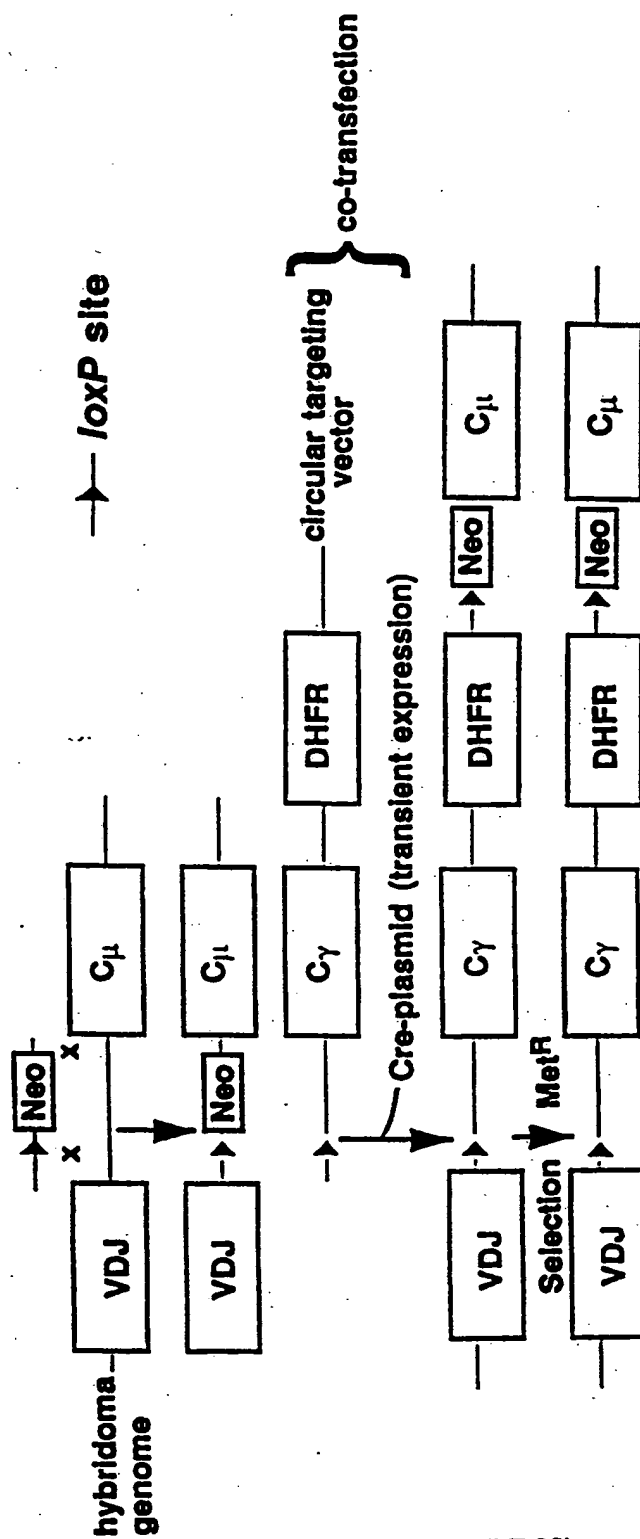 Neo
loxP site
x x
hybridoma
genome
VDJ
Cμ
VDJ
Neo
Cμ
Cγ
DHFR
circular targeting
vector
co-transfection
Cre-plasmid (transient expression)
VDJ
Cγ
DHFR
Neo
Cμ
Selection
MetR
VDJ
Cγ
DHFR
Neo
Cμ